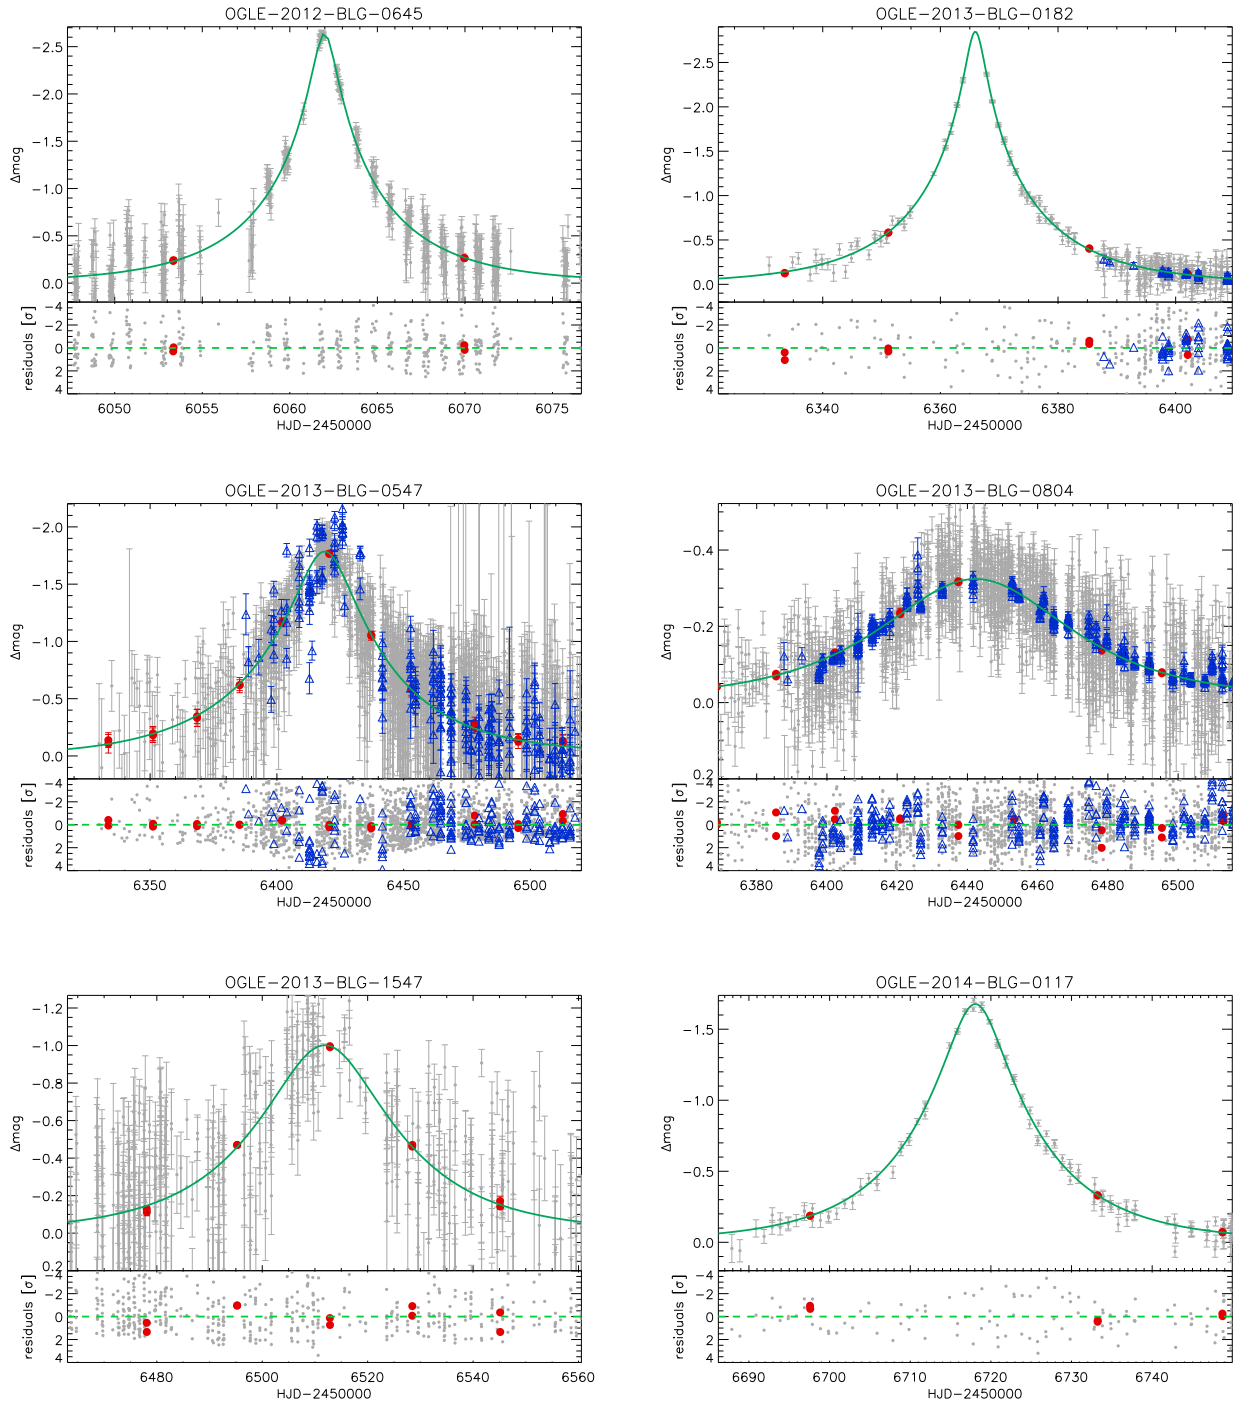 OGLE-2012-BLG-0645
OGLE-2013-BLG-0182
Δmag
-2.5
-2.0
-1.5
-1.0
-0.5
0.0
Δmag
-2.5
-2.0
-1.5
-1.0
-0.5
0.0
residuals [σ]
-4
-2
0
2
4
residuals [σ]
-4
-2
0
2
4
6050 6055 6060 6065 6070 6075
6340 6360 6380 6400
HJD-2450000
HJD-2450000
OGLE-2013-BLG-0547
OGLE-2013-BLG-0804
Δmag
-2.0
-1.5
-1.0
-0.5
0.0
Δmag
-0.4
-0.2
0.0
0.2
residuals [σ]
-4
-2
0
2
4
residuals [σ]
-4
-2
0
2
4
6350 6400 6450 6500
6380 6400 6420 6440 6460 6480 6500
HJD-2450000
HJD-2450000
OGLE-2013-BLG-1547
OGLE-2014-BLG-0117
Δmag
-1.2
-1.0
-0.8
-0.6
-0.4
-0.2
0.0
0.2
Δmag
-1.5
-1.0
-0.5
0.0
residuals [σ]
-4
-2
0
2
4
residuals [σ]
-4
-2
0
2
4
6480 6500 6520 6540 6560
6690 6700 6710 6720 6730 6740
HJD-2450000
HJD-2450000